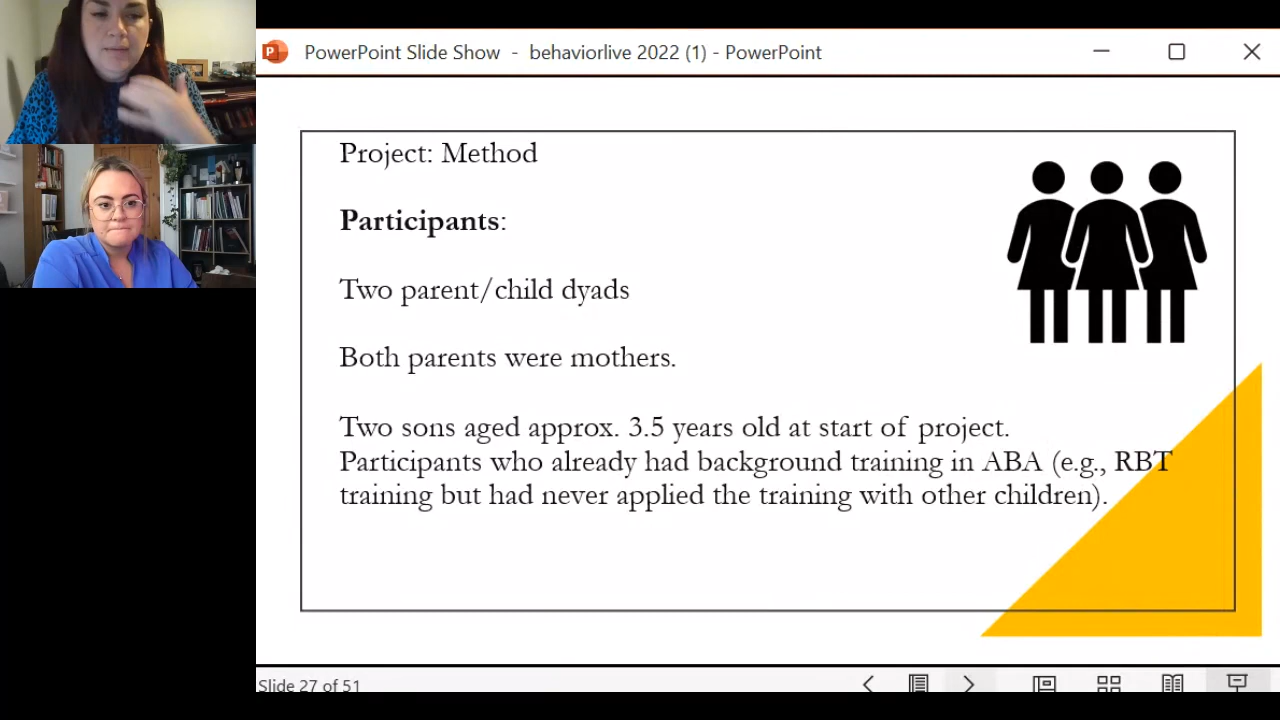 PowerPoint Slide Show - behaviorlive 2022 (1) - PowerPoint
Project: Method
Participants:
Two parent/child dyads
Both parents were mothers.
Two sons aged approx. 3.5 years old at start of project.
Participants who already had background training in ABA (e.g., RBT
training but had never applied the training with other children).
Slide 27 of 51